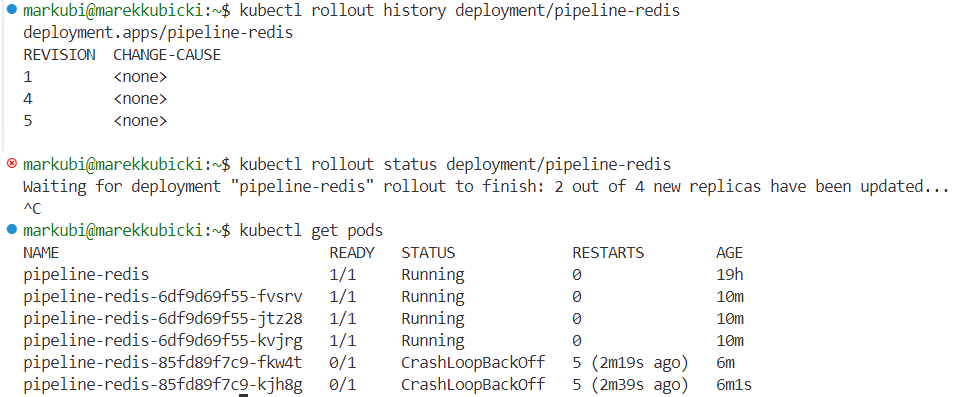 markubi@marekkubicki:~$ kubectl rollout history deployment/pipeline-redis
deployment.apps/pipeline-redis
REVISION  CHANGE-CAUSE
1         <none>
4         <none>
5         <none>
markubi@marekkubicki:~$ kubectl rollout status deployment/pipeline-redis
Waiting for deployment "pipeline-redis" rollout to finish: 2 out of 4 new replicas have been updated...
^C
markubi@marekkubicki:~$ kubectl get pods
NAME                              READY   STATUS             RESTARTS        AGE
pipeline-redis                    1/1     Running            0               19h
pipeline-redis-6df9d69f55-fvsrv   1/1     Running            0               10m
pipeline-redis-6df9d69f55-jtz28   1/1     Running            0               10m
pipeline-redis-6df9d69f55-kvjrg   1/1     Running            0               10m
pipeline-redis-85fd89f7c9-fkw4t   0/1     CrashLoopBackOff   5 (2m19s ago)   6m
pipeline-redis-85fd89f7c9-kjh8g   0/1     CrashLoopBackOff   5 (2m39s ago)   6m1s